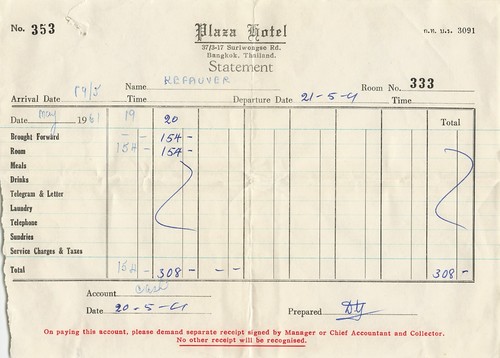 No. 353
Plaza Hotel
ก.ท. น.ว. 3091
37/3-17 Suriwongse Rd.
Bangkok, Thailand.
Statement
Name KEFAUVER
Room No. 333
Arrival Date 19/5 Time Departure Date 21-5-61 Time
Date May 1961 19 20 Total
Brought Forward - - 154 -
Room 154 - 154 -
Meals
Drinks
Telegram & Letter
Laundry
Telephone
Sundries
Service Charges & Taxes
Total 154 - 308 - - - 308 -
Account Cash
Date 20-5-61 Prepared
On paying this account, please demand separate receipt signed by Manager or Chief Accountant and Collector.
No other receipt will be recognised.